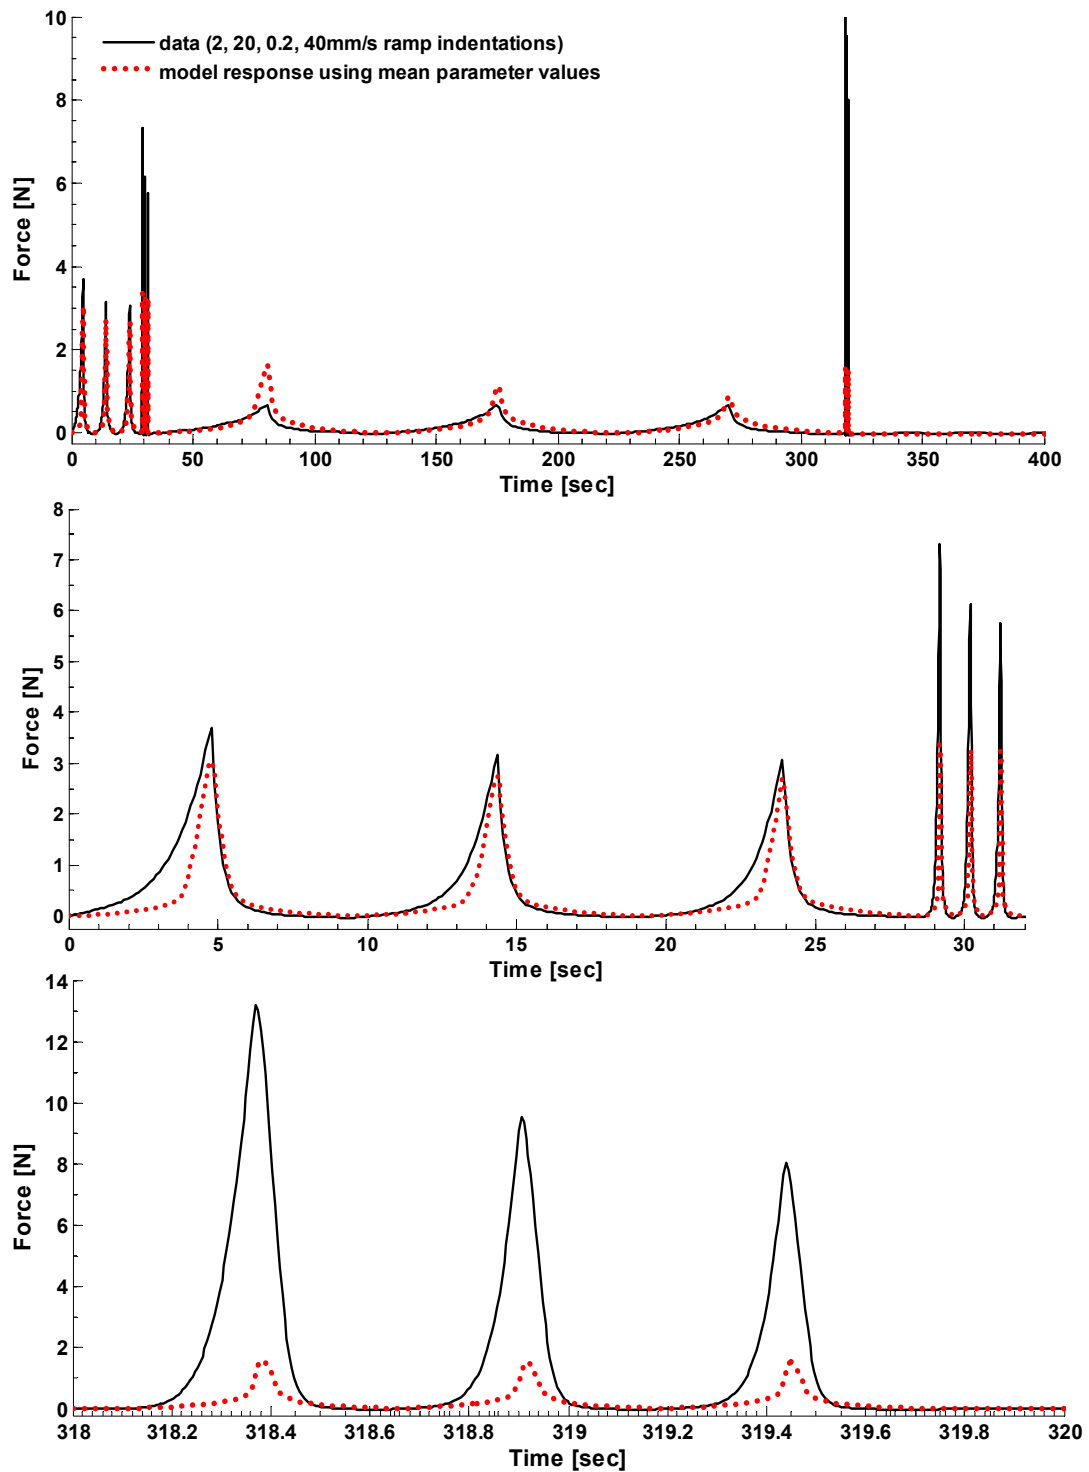 10
data (2, 20, 0.2, 40mm/s ramp indentations)
model response using mean parameter values
8
6
4
2
0
Force [N]
0 50 100 150 200 250 300 350 400
Time [sec]
8
7
6
5
4
3
2
1
0
Force [N]
0 5 10 15 20 25 30
Time [sec]
14
12
10
8
6
4
2
0
Force [N]
318 318.2 318.4 318.6 318.8 319 319.2 319.4 319.6 319.8 320
Time [sec]